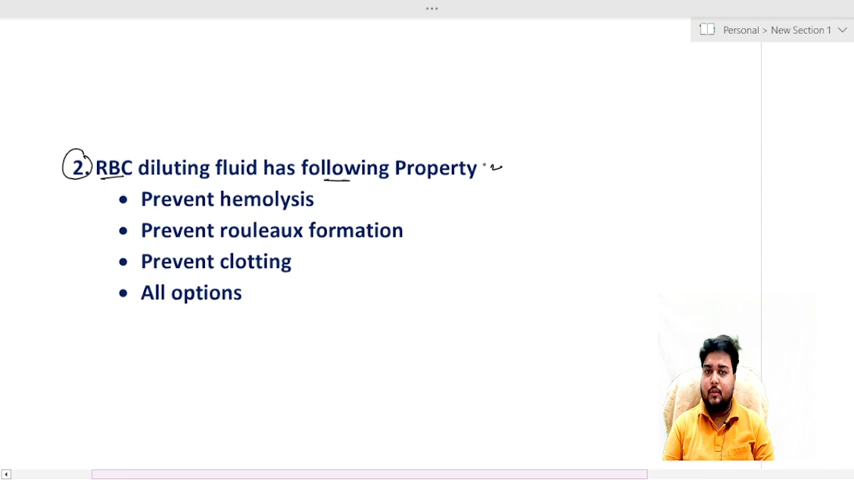 Personal > New Section 1
2. RBC diluting fluid has following Property :~
• Prevent hemolysis
• Prevent rouleaux formation
• Prevent clotting
• All options